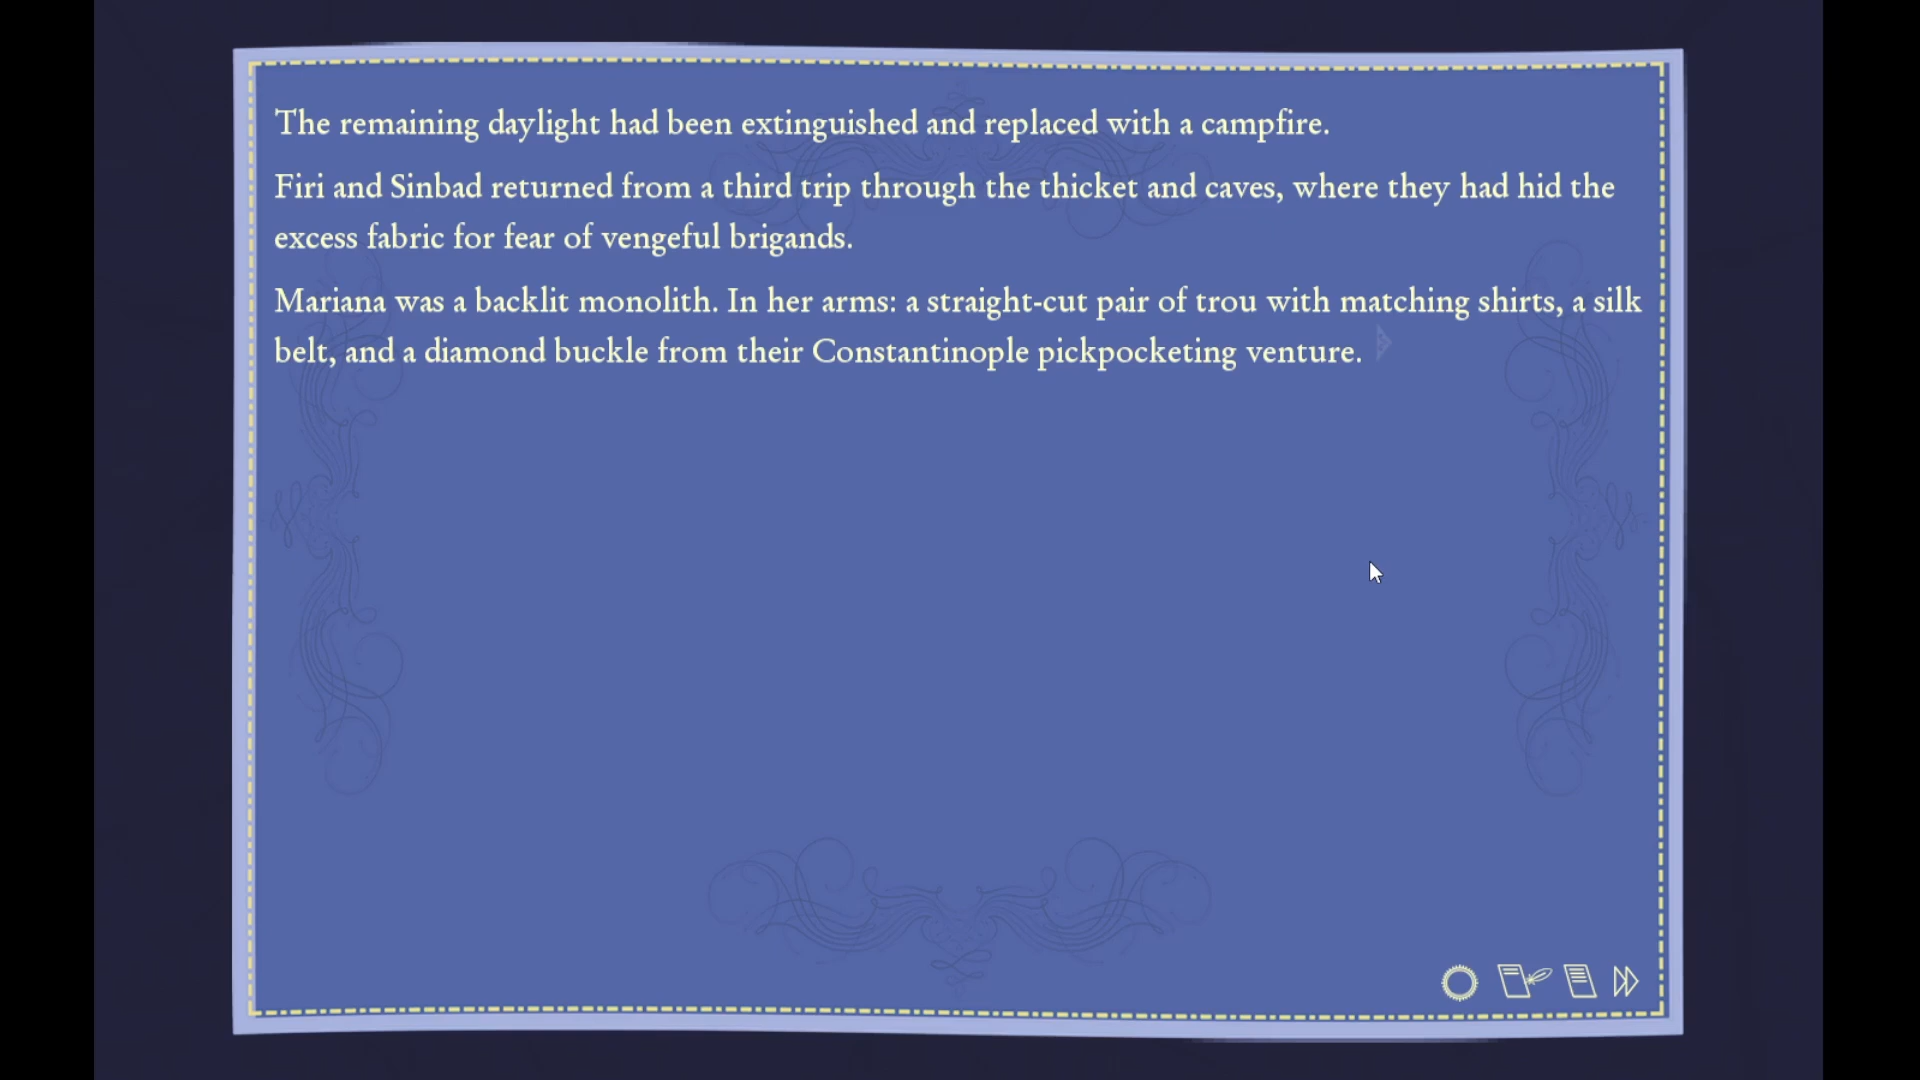 The remaining daylight had been extinguished and replaced with a campfire.
Firi and Sinbad returned from a third trip through the thicket and caves, where they had hid the
excess fabric for fear of vengeful brigands.
Mariana was a backlit monolith. In her arms: a straight-cut pair of trou with matching shirts, a silk
belt, and a diamond buckle from their Constantinople pickpocketing venture.